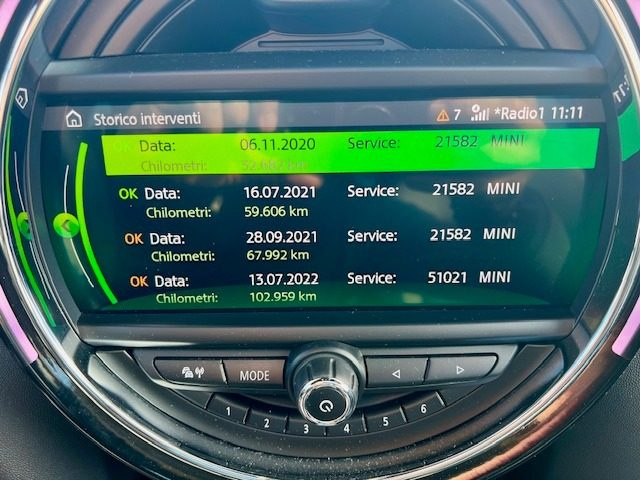 Storico interventi 7 *Radio1 11:11
OK Data: 06.11.2020 Service: 21582 MINI
Chilometri: 32.682 km
OK Data: 16.07.2021 Service: 21582 MINI
Chilometri: 59.606 km
OK Data: 28.09.2021 Service: 21582 MINI
Chilometri: 67.992 km
OK Data: 13.07.2022 Service: 51021 MINI
Chilometri: 102.959 km
MODE
1 2 3 4 5 6